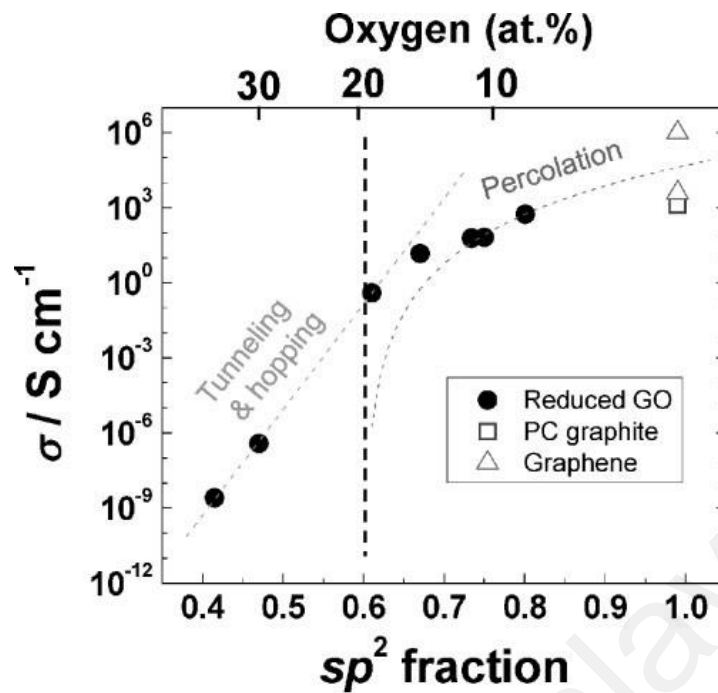 Oxygen (at.%)
30 20 10
10^6
10^3
10^0
10^-3
10^-6
10^-9
10^-12
σ / S cm^-1
Percolation
Tunneling
& hopping
Reduced GO
PC graphite
Graphene
0.4 0.5 0.6 0.7 0.8 0.9 1.0
sp^2 fraction